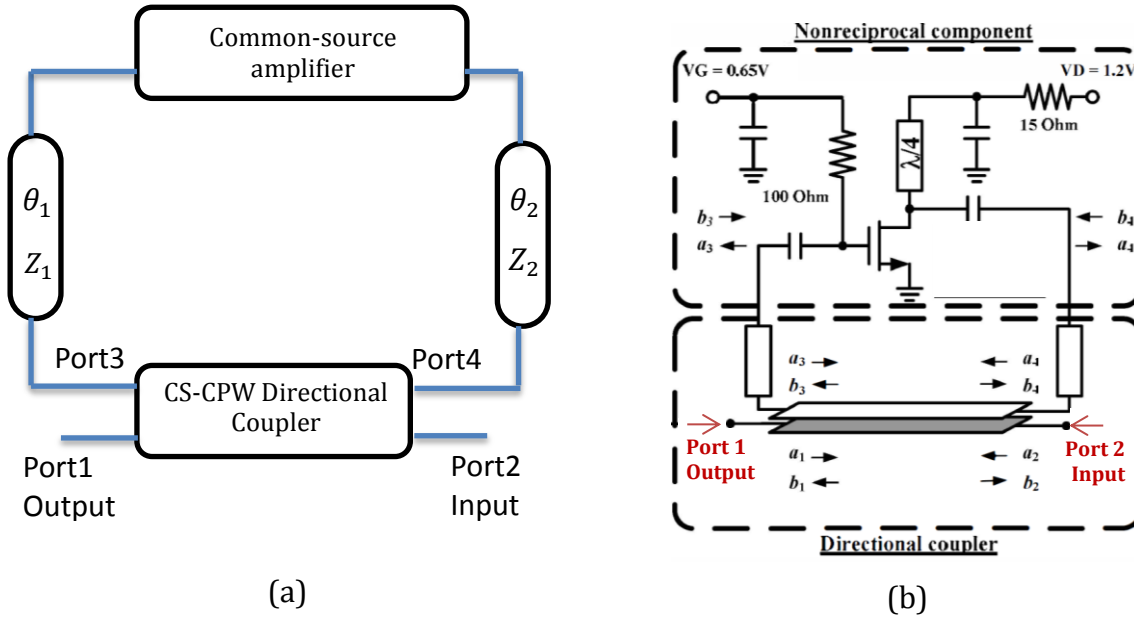 Common-source
amplifier
θ1
Z1
θ2
Z2
Port3
Port4
CS-CPW Directional
Coupler
Port1
Output
Port2
Input
(a)
Nonreciprocal component
VG = 0.65V
VD = 1.2V
15 Ohm
λ/4
100 Ohm
b3
a3
b4
a4
a3
b3
a4
b4
Port 1
Output
Port 2
Input
a1
b1
a2
b2
Directional coupler
(b)